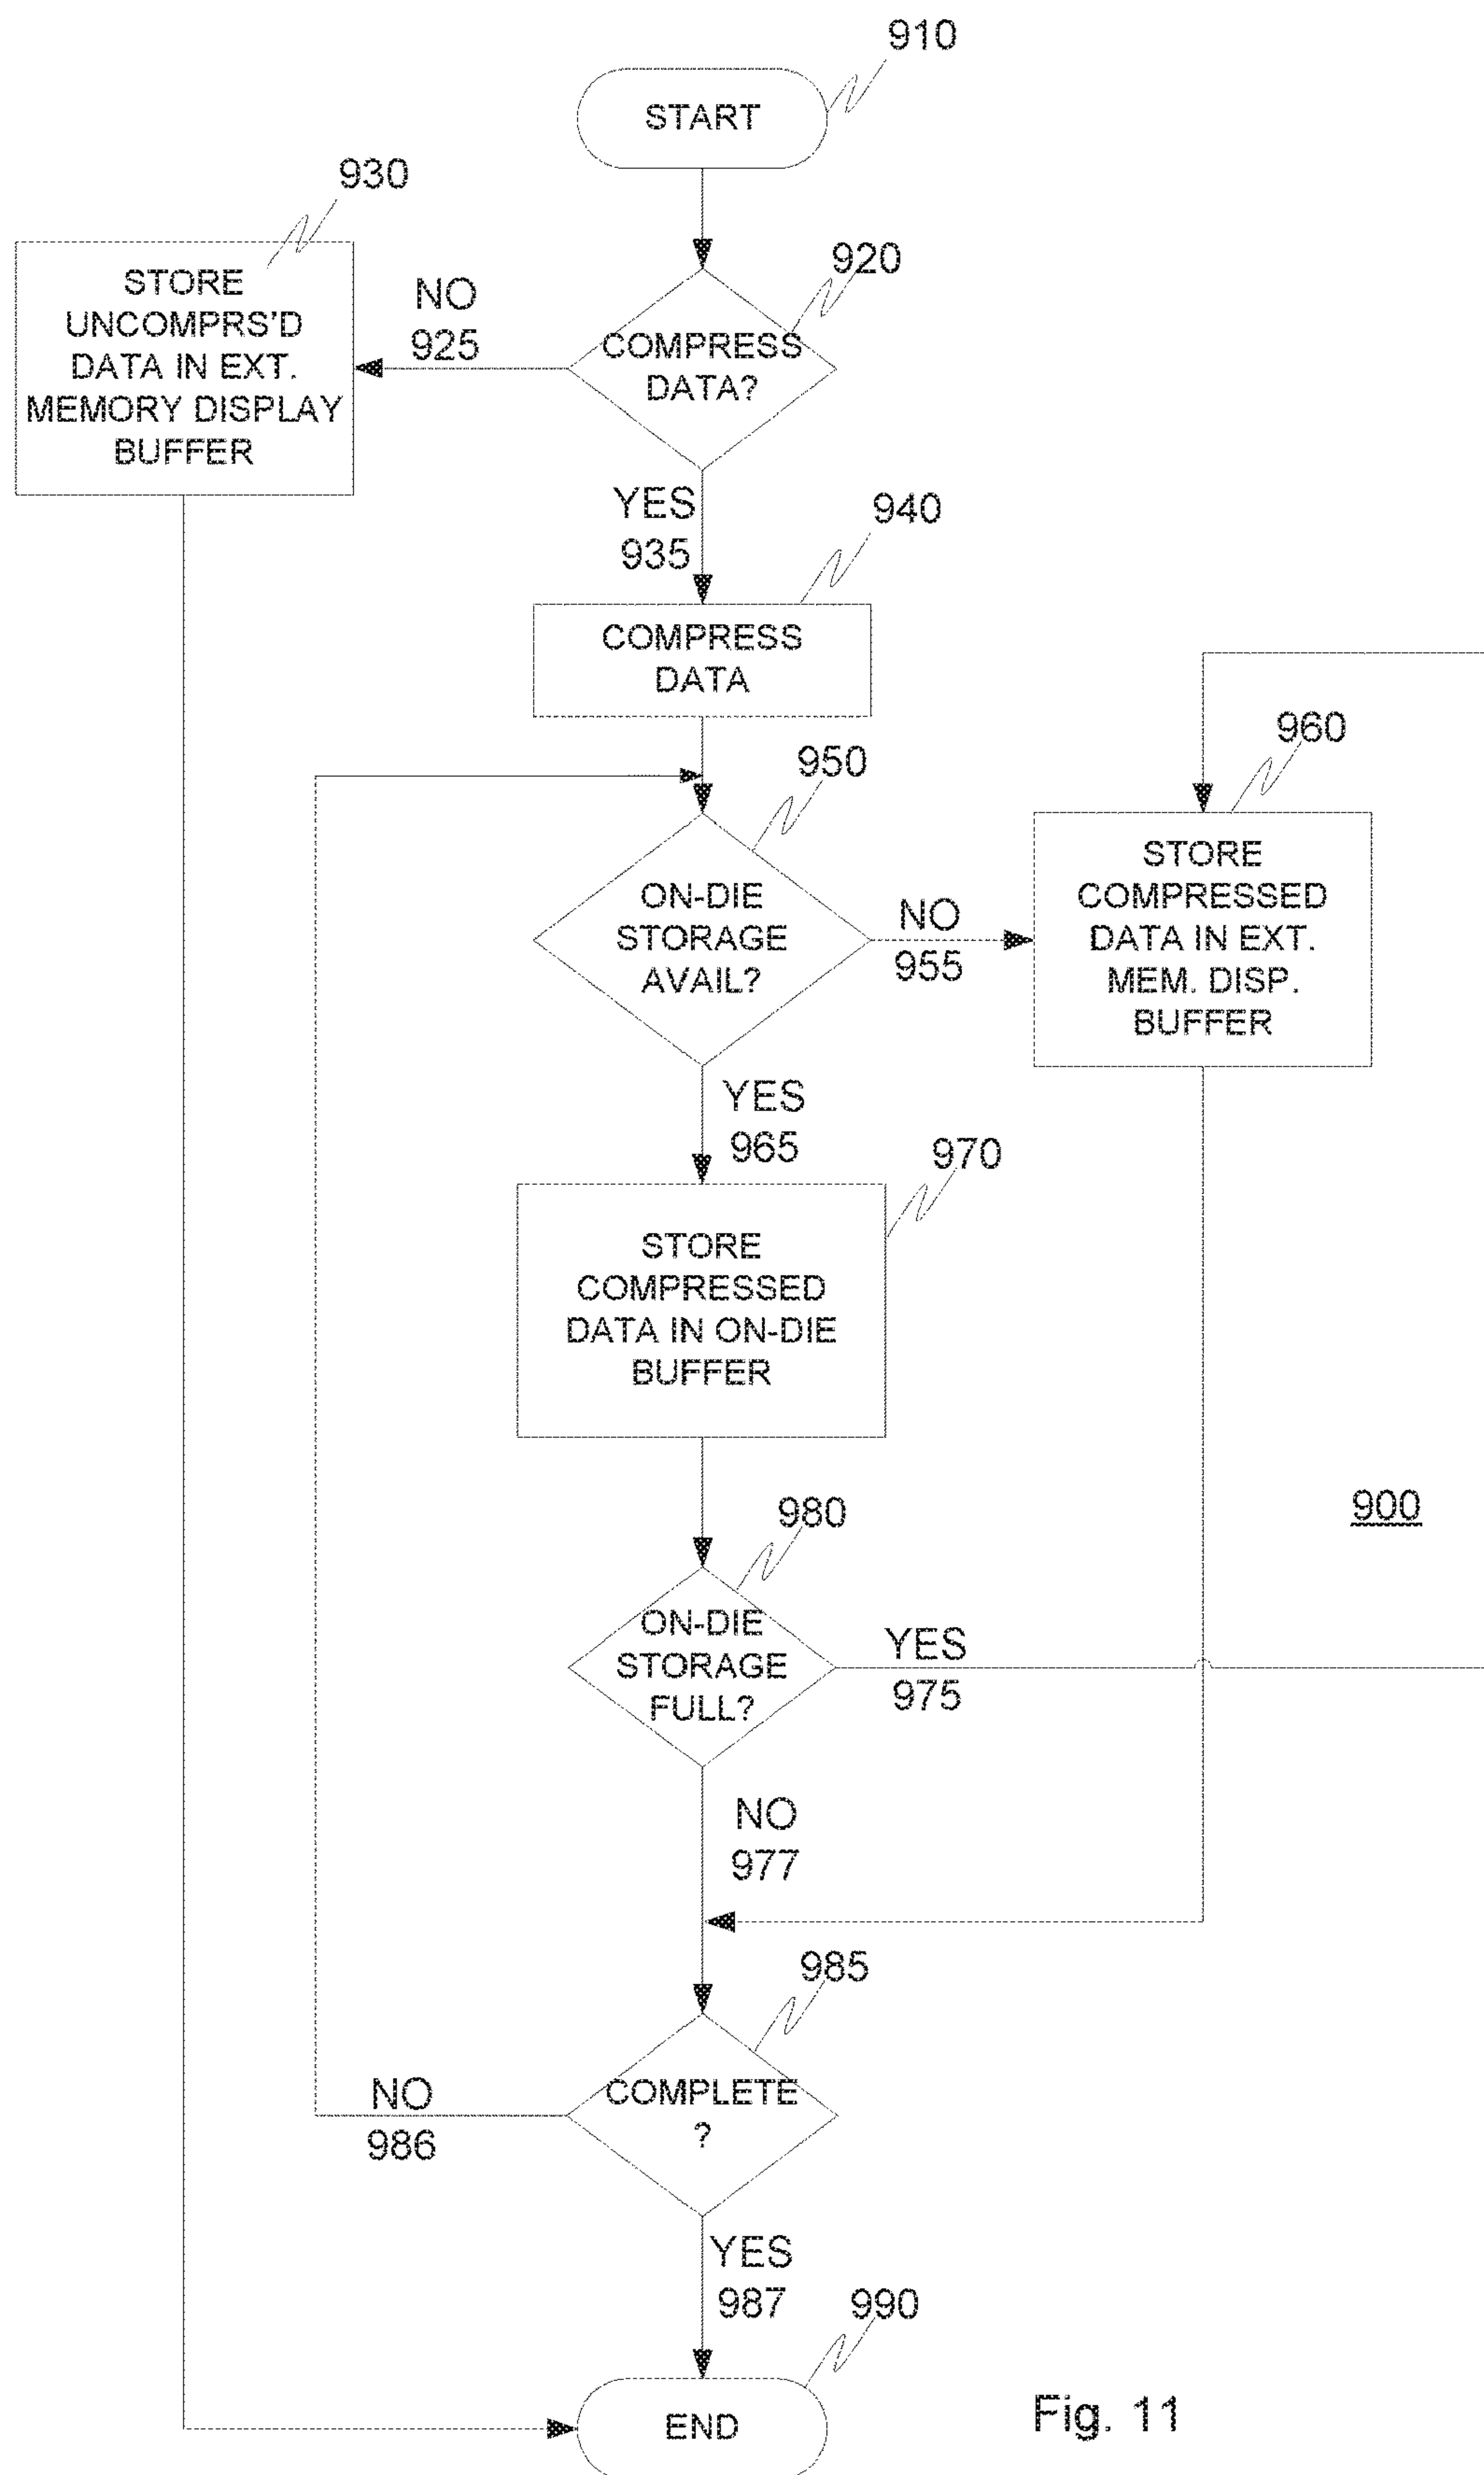 910
START
930
920
STORE
UNCOMPRS'D
DATA IN EXT.
MEMORY DISPLAY
BUFFER
NO
925
COMPRESS
DATA?
YES
935
940
COMPRESS
DATA
950
960
ON-DIE
STORAGE
AVAIL?
NO
955
STORE
COMPRESSED
DATA IN EXT.
MEM. DISP.
BUFFER
YES
965
970
STORE
COMPRESSED
DATA IN ON-DIE
BUFFER
900
980
ON-DIE
STORAGE
FULL?
YES
975
NO
977
985
COMPLETE
?
NO
986
YES
987
990
END
Fig. 11